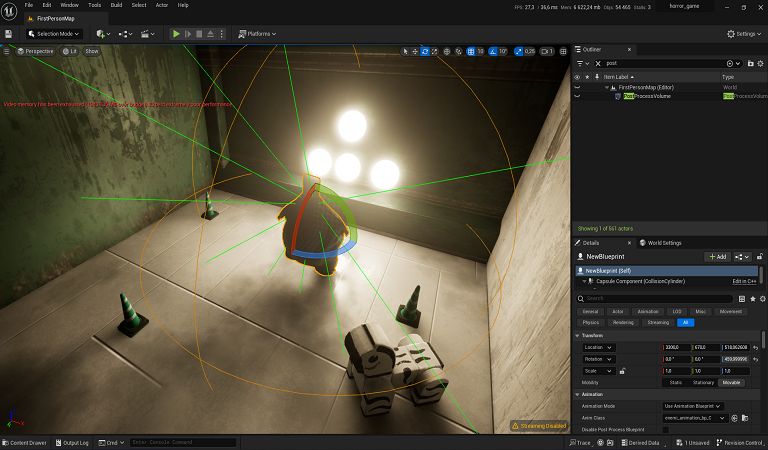 File Edit Window Tools Build Select Actor Help
FPS: 27,3 / 36,6 ms Mem: 6 622,24 mb Objs: 54 465 Stalls: 3
horror_game
FirstPersonMap
Selection Mode
Platforms
Settings
Perspective Lit Show
10 10° 0,25 1
Video memory has been exhausted
Outliner
post
Item Label Type
FirstPersonMap (Editor) World
PostProcessVolume PostProcessVolum
Showing 1 of 551 actors
Details World Settings
NewBlueprint Add
NewBlueprint (Self)
Capsule Component (CollisionCylinder) Edit in C++
Search
General Actor Animation LOD Misc Movement
Physics Rendering Streaming All
Transform
Location 3300,0 670,0
Rotation 0,0 ° 0,0 °
Scale 1,0 1,0 1,0
Mobility Static Stationary Movable
Animation
Animation Mode Use Animation Blueprint
Anim Class enemi_animation_bp_C
Disable Post Process Blueprint
Streaming Disabled
Content Drawer Output Log Cmd Enter Console Command
Trace Derived Data 1 Unsaved Revision Control